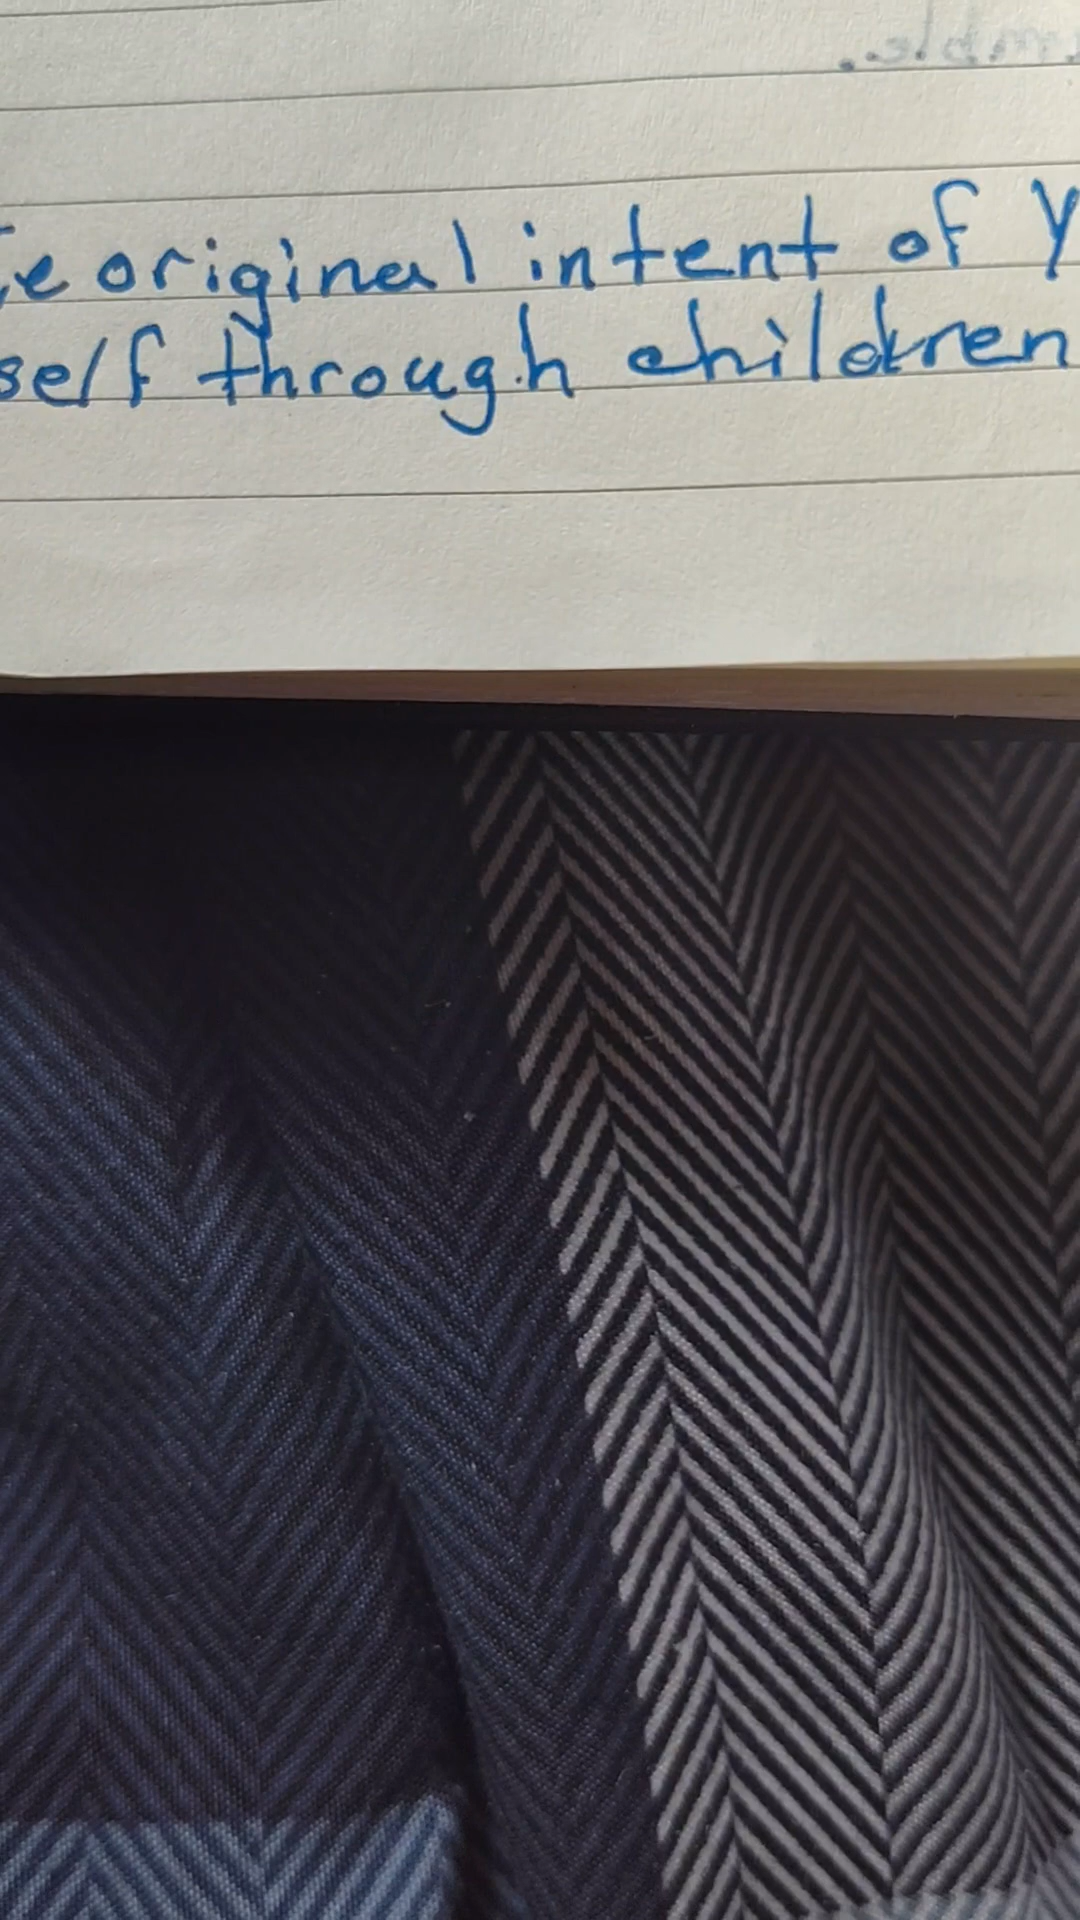 original intent of
self through children